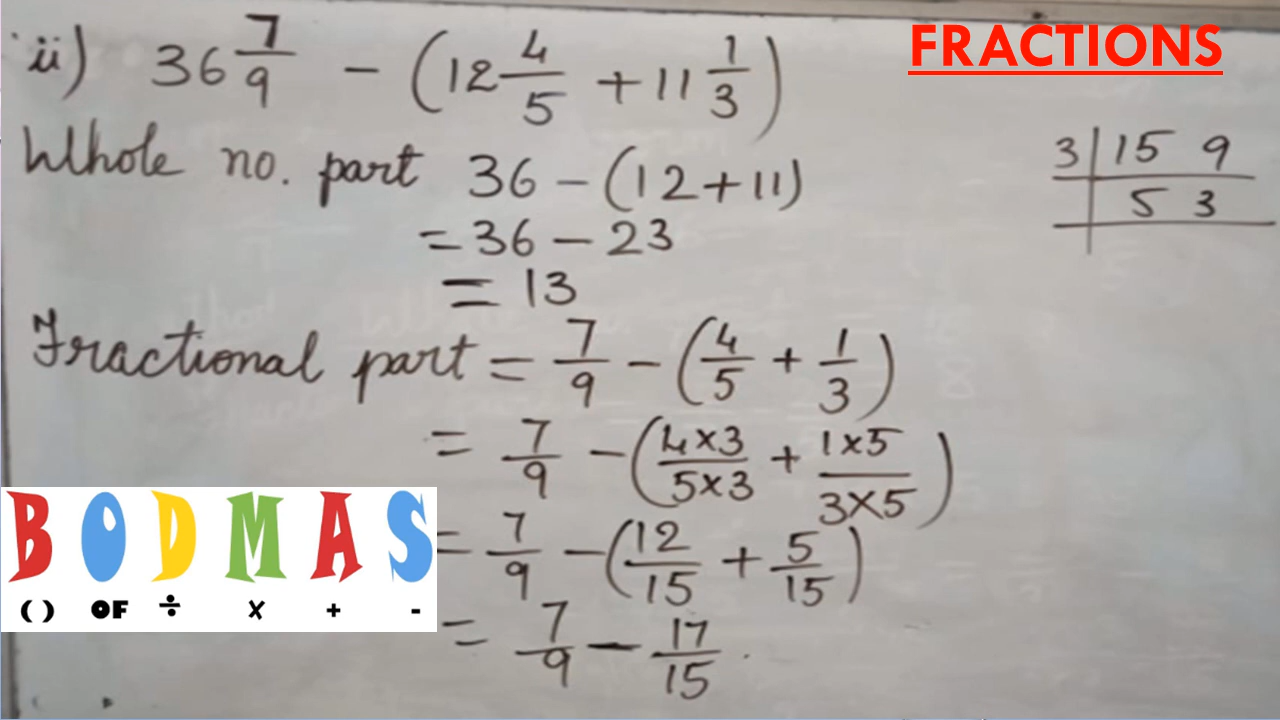 FRACTIONS
ii) 36 7/9 - (12 4/5 + 11 1/3)
Whole no. part 36 - (12+11)
= 36 - 23
= 13
3 | 15 9
5 3
Fractional part = 7/9 - (4/5 + 1/3)
= 7/9 - (4×3/5×3 + 1×5/3×5)
= 7/9 - (12/15 + 5/15)
= 7/9 - 17/15
BODMAS
() OF ÷ × + -